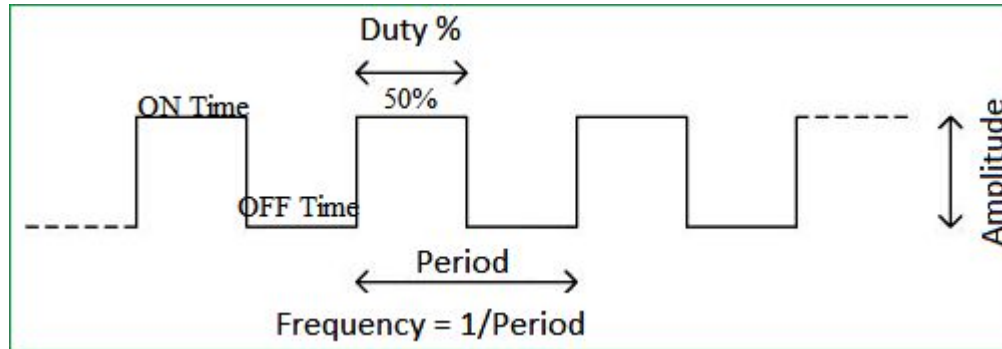 Duty %
50%
ON Time
OFF Time
Amplitude
Period
Frequency = 1/Period